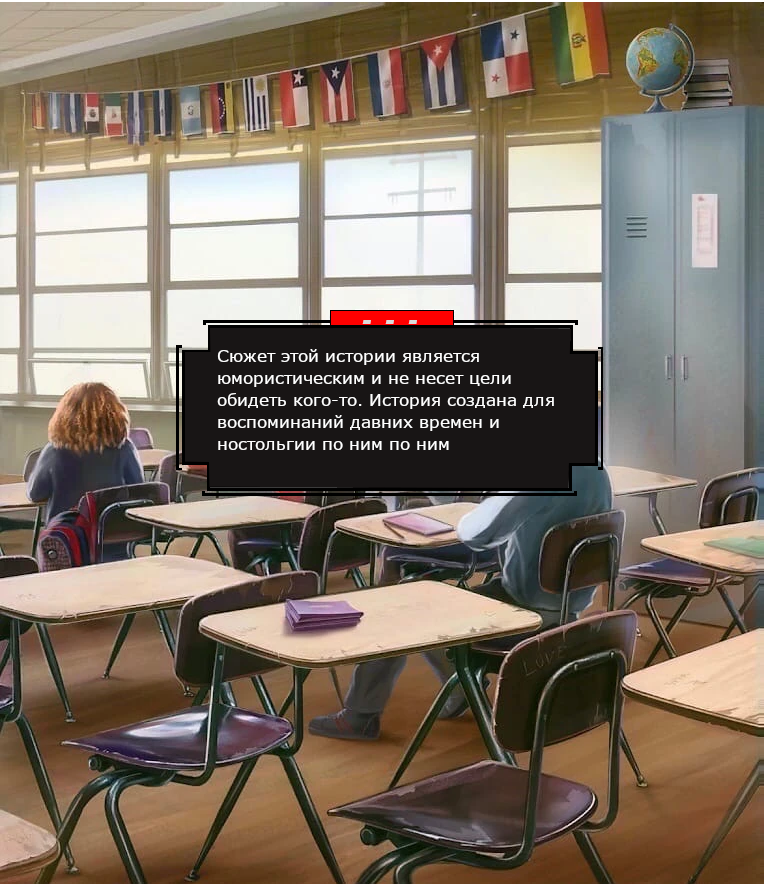 ...
Сюжет этой истории является
юмористическим и не несет цели
обидеть кого-то. История создана для
воспоминаний давних времен и
ностольгии по ним по ним